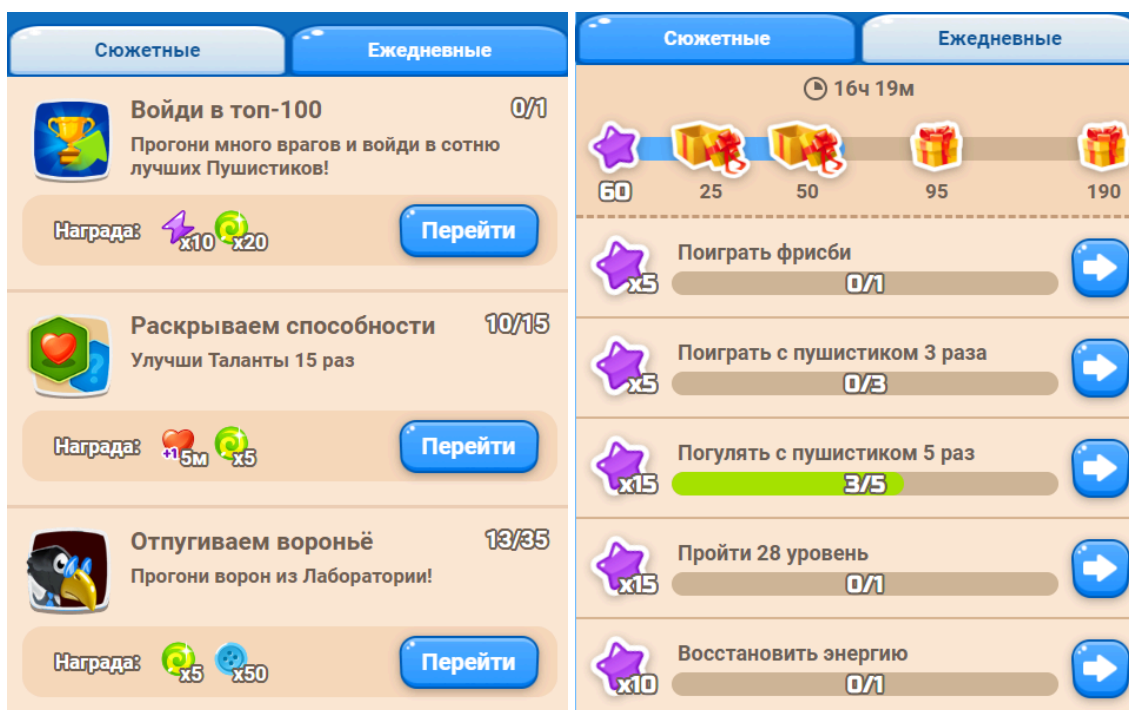 Сюжетные
Ежедневные
Войди в топ-100
0/1
Прогони много врагов и войди в сотню
лучших Пушистиков!
Награда:
x10
x20
Перейти
Раскрываем способности
10/15
Улучши Таланты 15 раз
Награда:
+1
5м
x5
Перейти
Отпугиваем вороньё
13/35
Прогони ворон из Лаборатории!
Награда:
x5
x50
Перейти
Сюжетные
Ежедневные
16ч 19м
60
25
50
95
190
Поиграть фрисби
x5
0/1
Поиграть с пушистиком 3 раза
x5
0/3
Погулять с пушистиком 5 раз
x15
3/5
Пройти 28 уровень
x15
0/1
Восстановить энергию
x10
0/1